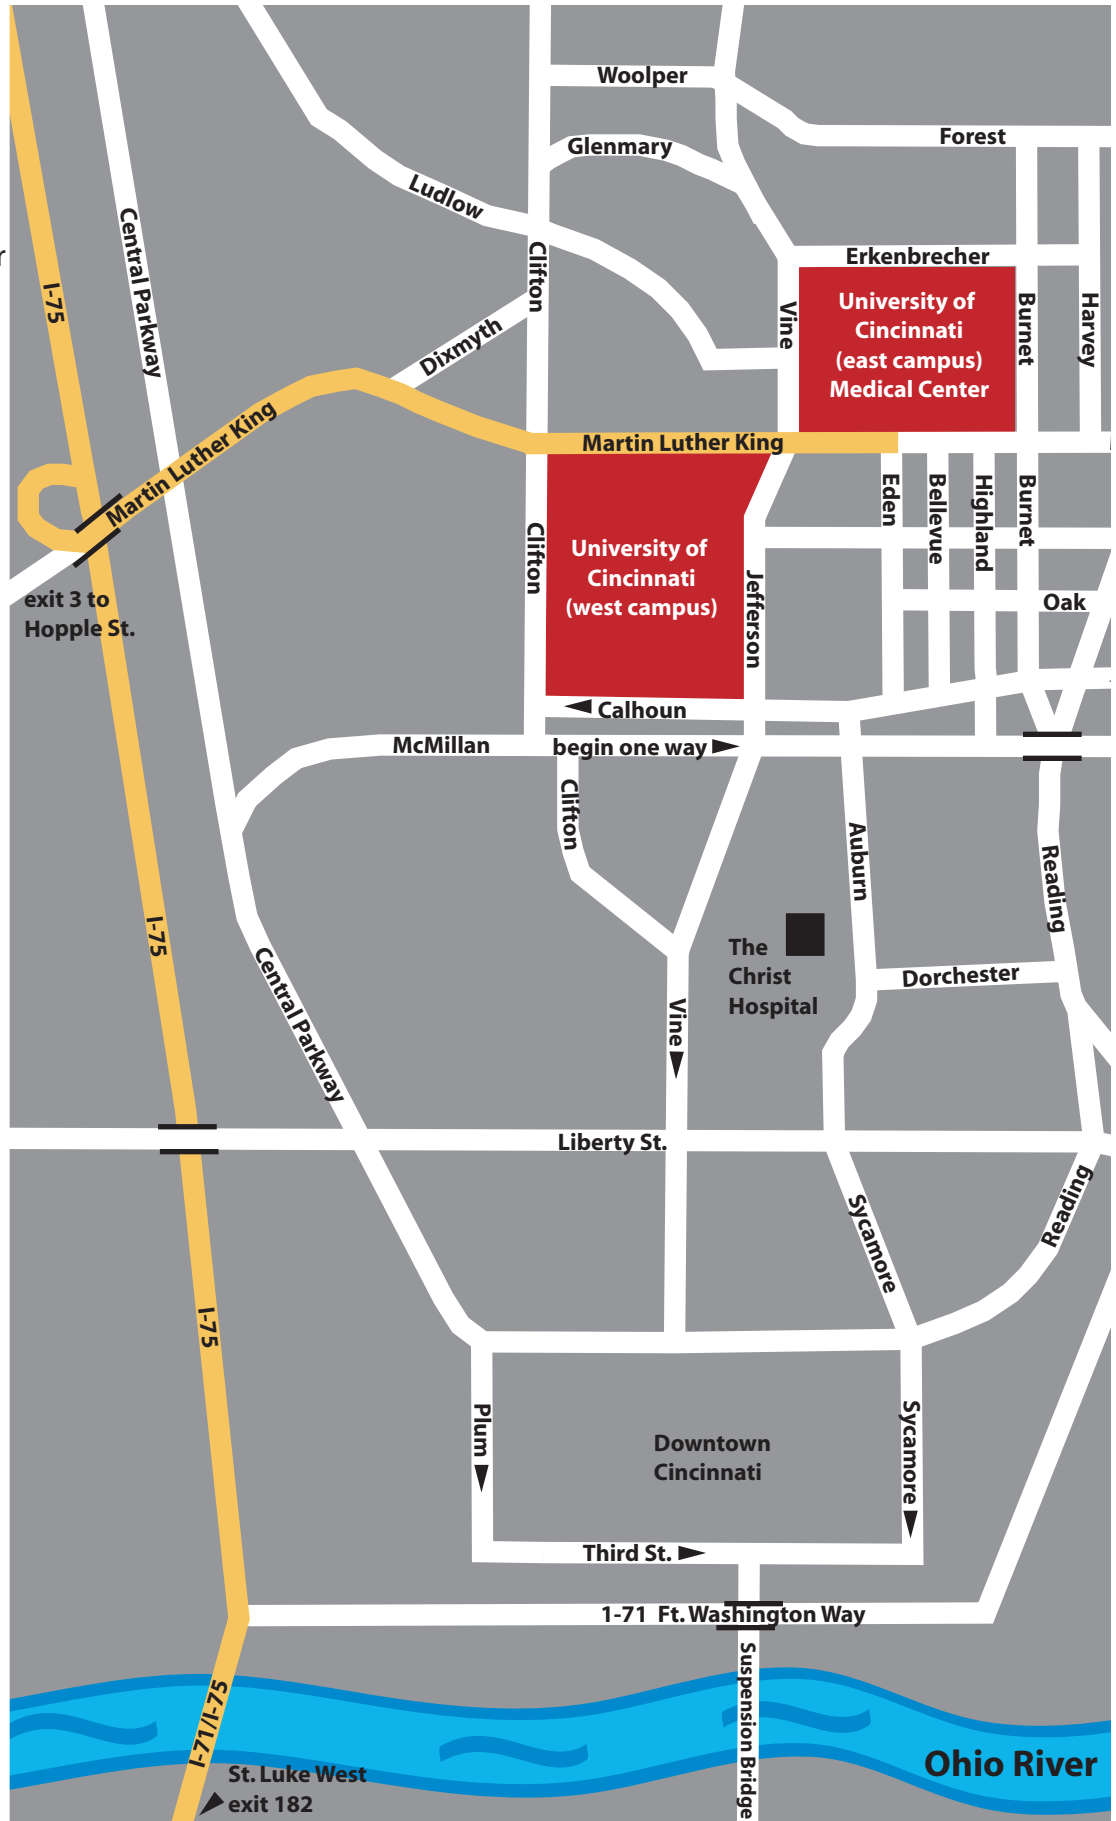 Woolper
Forest
Glenmary
Ludlow
Central Parkway
Clifton
Erkenbrecher
r
I-75
University of
Cincinnati
(east campus)
Medical Center
Vine
Burnet
Harvey
Dixmyth
Martin Luther King
Martin Luther King
Eden
Bellevue
Highland
Burnet
Clifton
University of
Cincinnati
(west campus)
Jefferson
exit 3 to
Hopple St.
Oak
Calhoun
McMillan
begin one way
Clifton
Auburn
Reading
I-75
The
Christ
Hospital
Dorchester
Central Parkway
Vine
Liberty St.
Sycamore
Reading
I-75
Plum
Downtown
Cincinnati
Sycamore
Third St.
1-71 Ft. Washington Way
Suspension Bridge
I-71/I-75
Ohio River
St. Luke West
exit 182